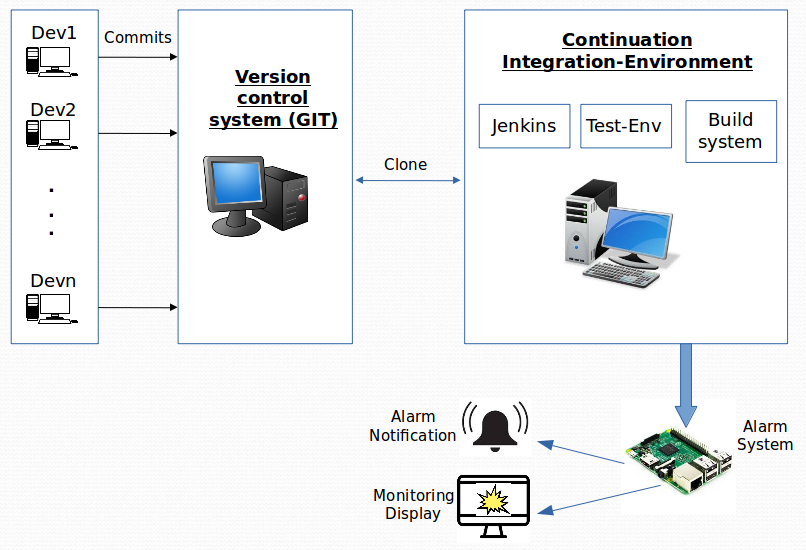 Dev1
Commits
Dev2
.
.
.
Devn
Version
control
system (GIT)
Clone
Continuation
Integration-Environment
Jenkins
Test-Env
Build
system
Alarm
Notification
Alarm
System
Monitoring
Display